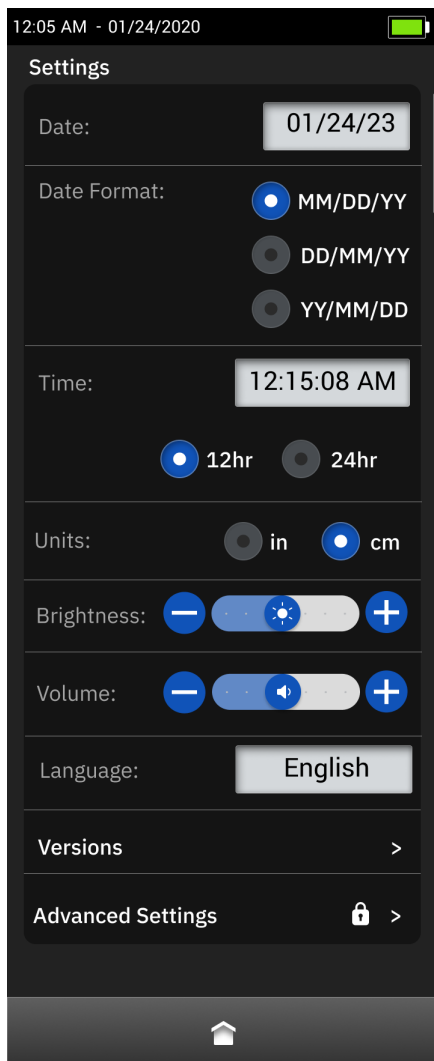 12:05 AM - 01/24/2020
Settings
Date: 01/24/23
Date Format: MM/DD/YY
DD/MM/YY
YY/MM/DD
Time: 12:15:08 AM
12hr 24hr
Units: in cm
Brightness:
Volume:
Language: English
Versions >
Advanced Settings >